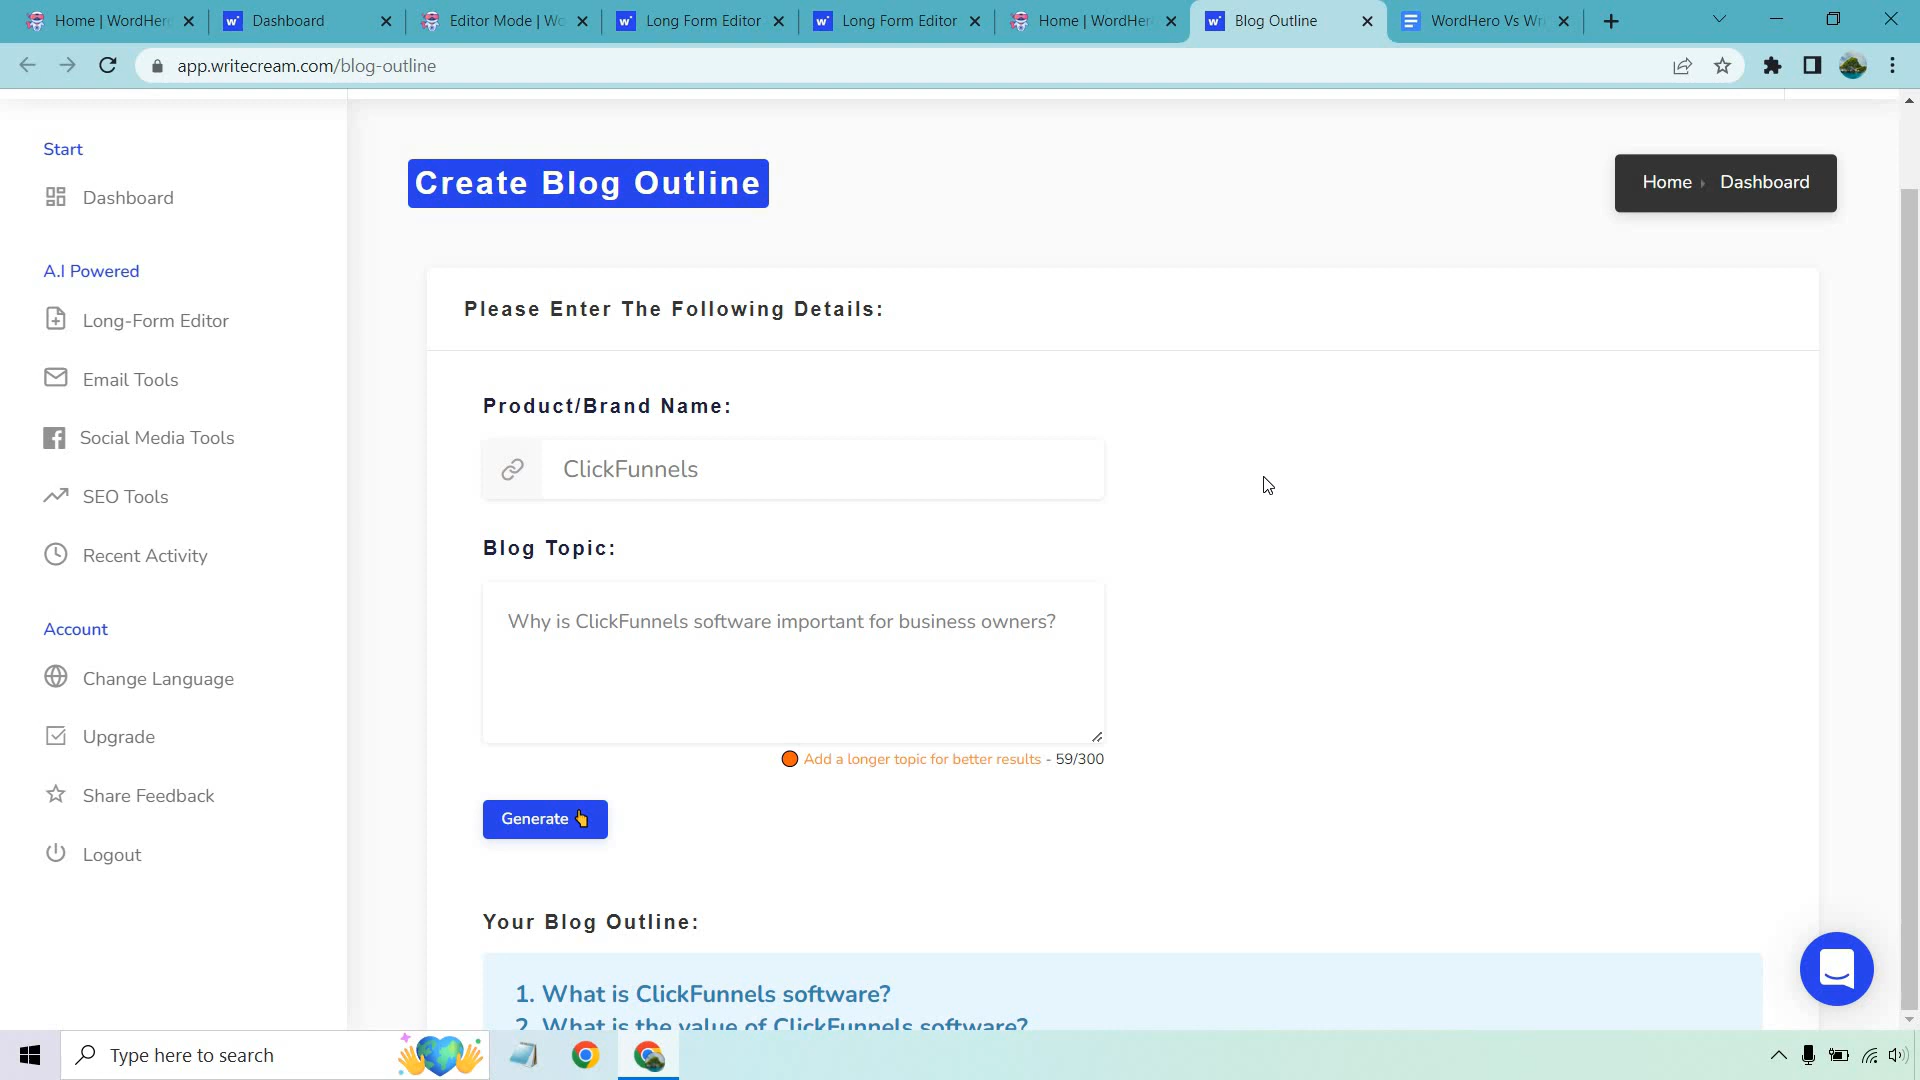 Home | WordHer
Dashboard
Editor Mode | Wo
Long Form Editor
Long Form Editor
Home | WordHer
Blog Outline
WordHero Vs Wr
app.writecream.com/blog-outline
Start
Dashboard
A.I Powered
Long-Form Editor
Email Tools
Social Media Tools
SEO Tools
Recent Activity
Account
Change Language
Upgrade
Share Feedback
Logout
Create Blog Outline
Home
Dashboard
Please Enter The Following Details:
Product/Brand Name:
ClickFunnels
Blog Topic:
Why is ClickFunnels software important for business owners?
Add a longer topic for better results - 59/300
Generate
Your Blog Outline:
1. What is ClickFunnels software?
2. What is the value of ClickFunnels software?
Type here to search